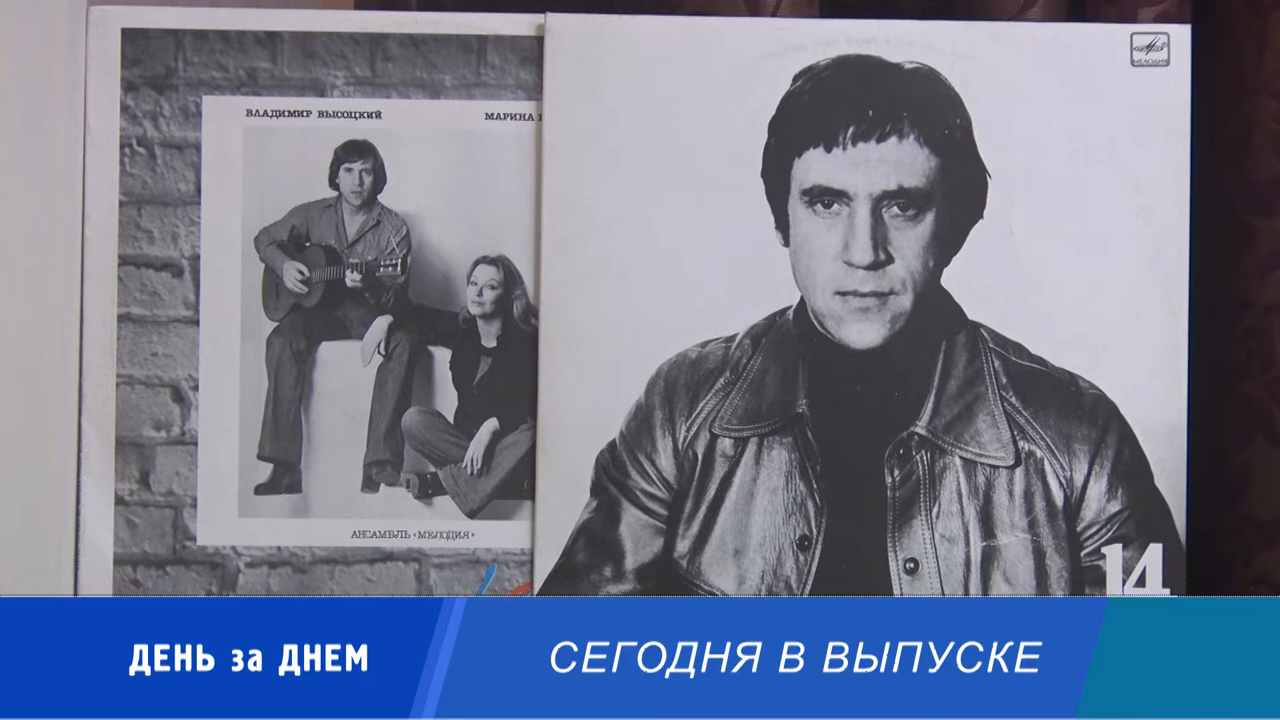 ВЛАДИМИР ВЫСОЦКИЙ
МАРИНА
АНСАМБЛЬ «МЕЛОДИЯ»
МЕЛОДИЯ
14
ДЕНЬ за ДНЕМ
СЕГОДНЯ В ВЫПУСКЕ